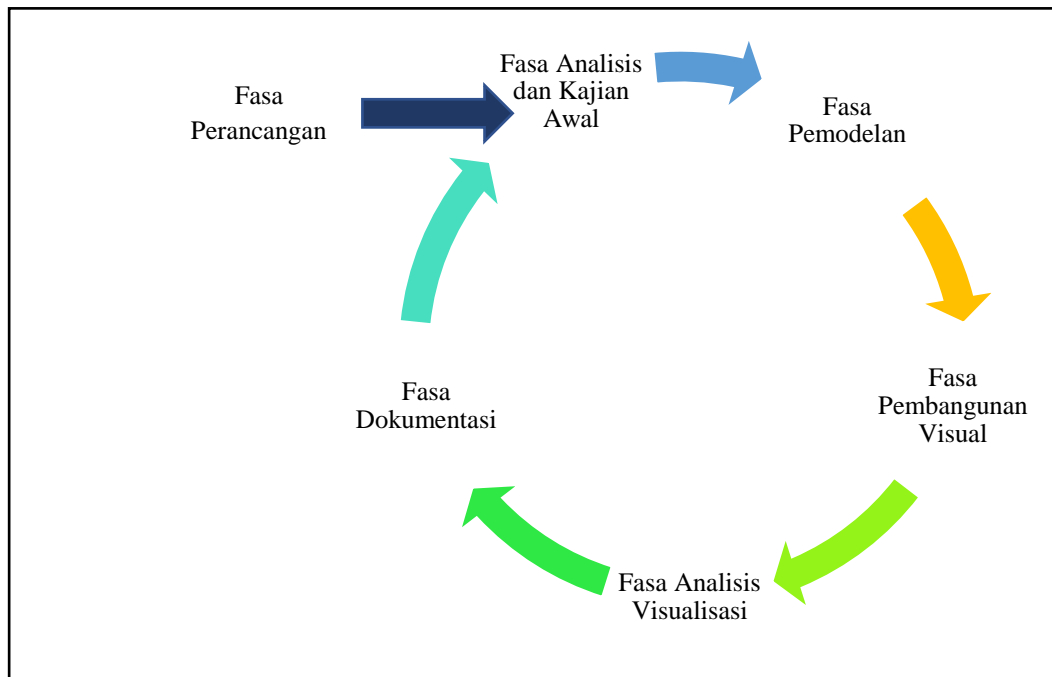 Fasa
Perancangan
Fasa Analisis
dan Kajian
Awal
Fasa
Pemodelan
Fasa
Pembangunan
Visual
Fasa Analisis
Visualisasi
Fasa
Dokumentasi